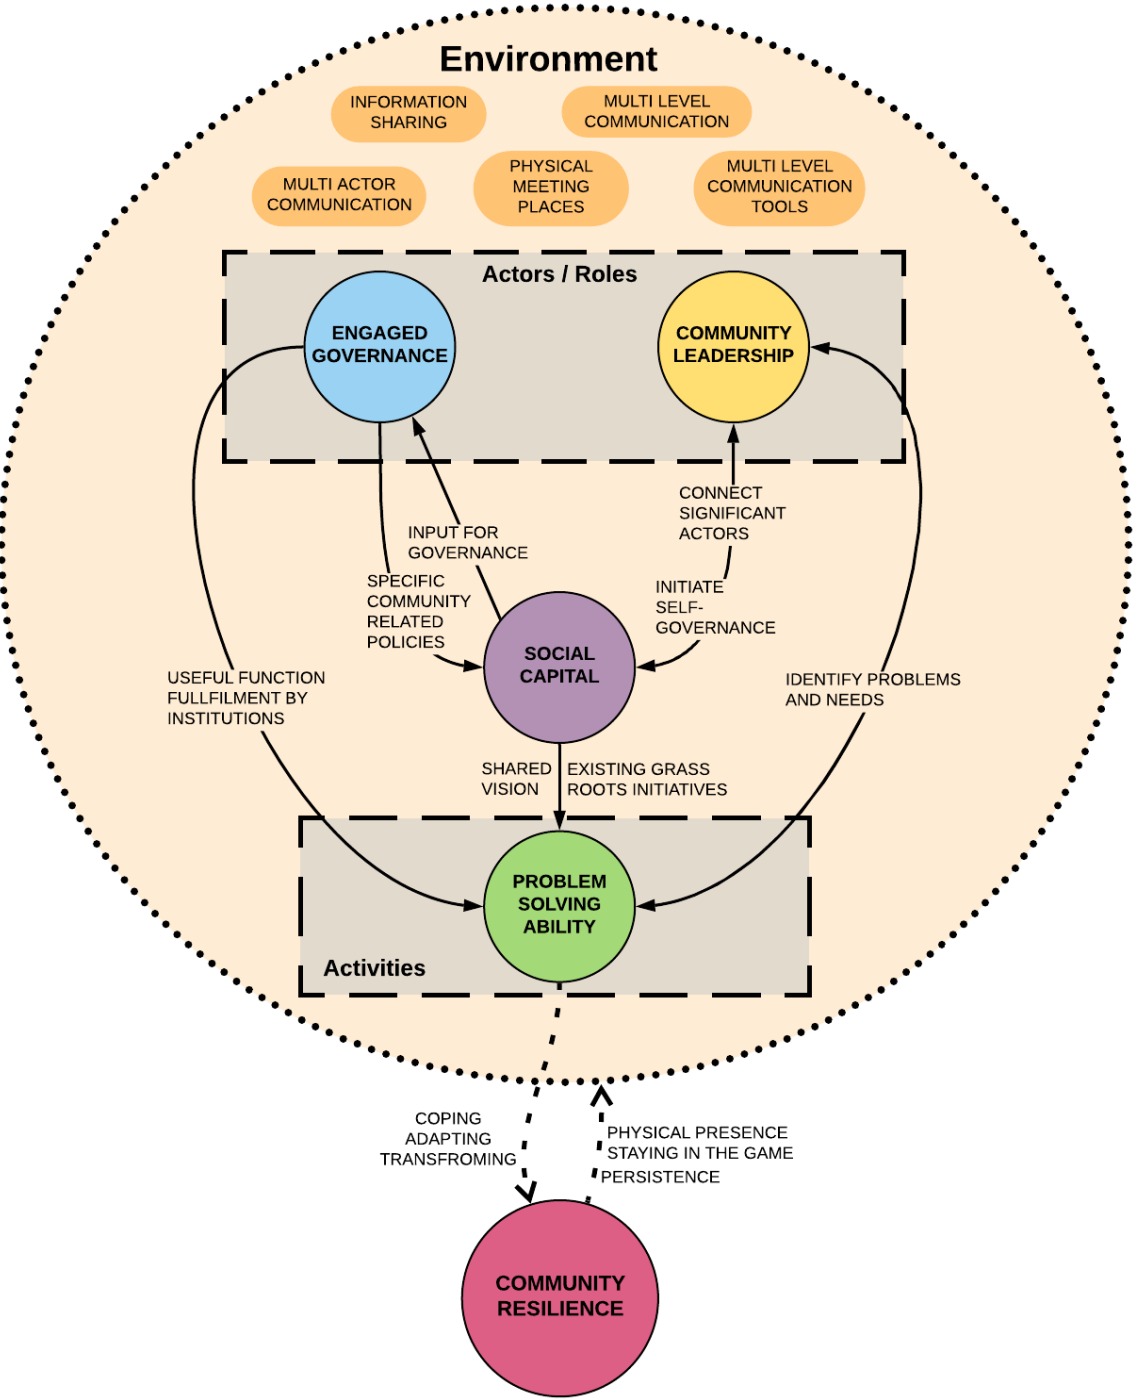 Environment
INFORMATION
SHARING
MULTI LEVEL
COMMUNICATION
MULTI ACTOR
COMMUNICATION
PHYSICAL
MEETING
PLACES
MULTI LEVEL
COMMUNICATION
TOOLS
Actors / Roles
ENGAGED
GOVERNANCE
COMMUNITY
LEADERSHIP
CONNECT
SIGNIFICANT
ACTORS
INPUT FOR
GOVERNANCE
SPECIFIC
COMMUNITY
RELATED
POLICIES
INITIATE
SELF-
GOVERNANCE
SOCIAL
CAPITAL
USEFUL FUNCTION
FULLFILMENT BY
INSTITUTIONS
IDENTIFY PROBLEMS
AND NEEDS
SHARED
VISION
EXISTING GRASS
ROOTS INITIATIVES
PROBLEM
SOLVING
ABILITY
Activities
COPING
ADAPTING
TRANSFROMING
PHYSICAL PRESENCE
STAYING IN THE GAME
PERSISTENCE
COMMUNITY
RESILIENCE